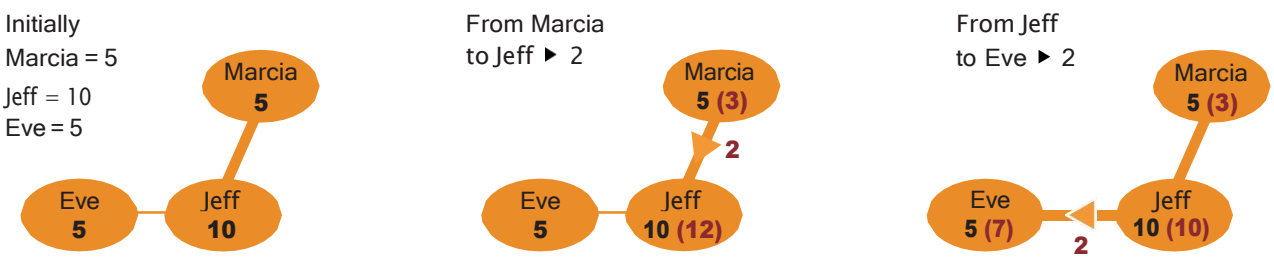 Initially
Marcia = 5
Jeff = 10
Eve = 5
Marcia
5
Eve
5
Jeff
10
From Marcia
to Jeff ▶ 2
Marcia
5 (3)
2
Eve
5
Jeff
10 (12)
From Jeff
to Eve ▶ 2
Marcia
5 (3)
Eve
5 (7)
2
Jeff
10 (10)